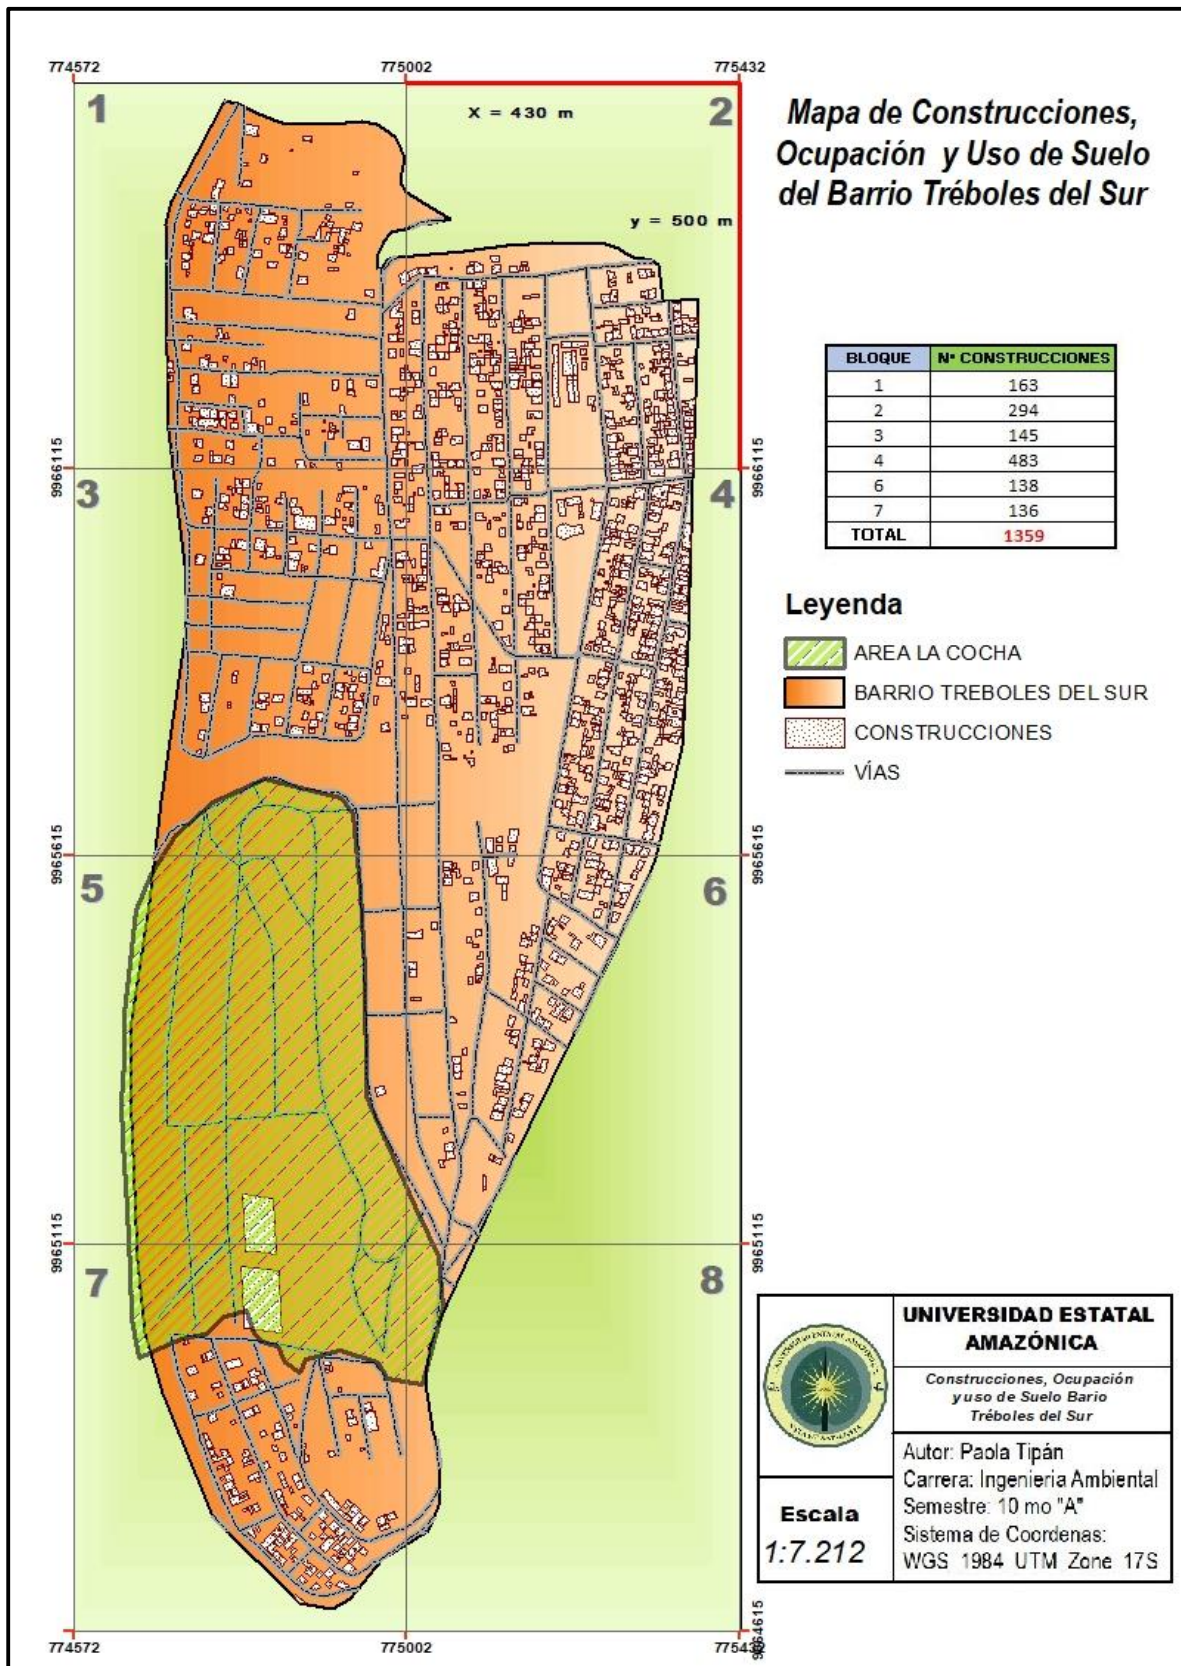 774572
775002
775432
1
X = 430 m
2
y = 500 m
Mapa de Construcciones,
Ocupación y Uso de Suelo
del Barrio Tréboles del Sur
BLOQUE N° CONSTRUCCIONES
1 163
2 294
3 145
4 483
6 138
7 136
TOTAL 1359
9966115
9966115
3
4
Leyenda
AREA LA COCHA
BARRIO TREBOLES DEL SUR
CONSTRUCCIONES
VÍAS
9965615
9965615
5
6
9965115
9965115
7
8
UNIVERSIDAD ESTATAL
AMAZÓNICA
Construcciones, Ocupación
y uso de Suelo Bario
Tréboles del Sur
Autor: Paola Tipán
Carrera: Ingenieria Ambiental
Semestre: 10 mo "A"
Sistema de Coordenas:
WGS 1984 UTM Zone 17S
Escala
1:7.212
9964615
774572
775002
775432